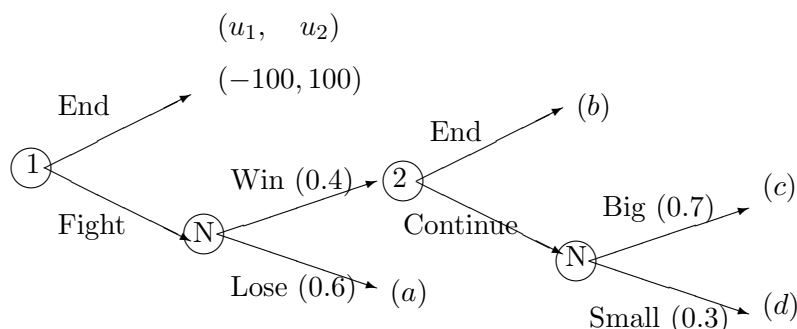 (u₁, u₂)
(−100, 100)
End
1
Fight
N
Win (0.4)
Lose (0.6)
(a)
2
End
(b)
Continue
N
Big (0.7)
(c)
Small (0.3)
(d)